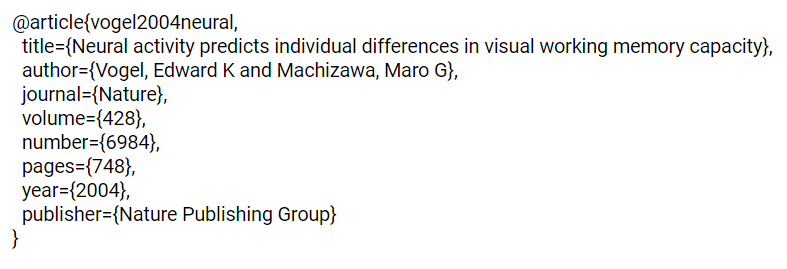 @article{vogel2004neural,
title={Neural activity predicts individual differences in visual working memory capacity},
author={Vogel, Edward K and Machizawa, Maro G},
journal={Nature},
volume={428},
number={6984},
pages={748},
year={2004},
publisher={Nature Publishing Group}
}